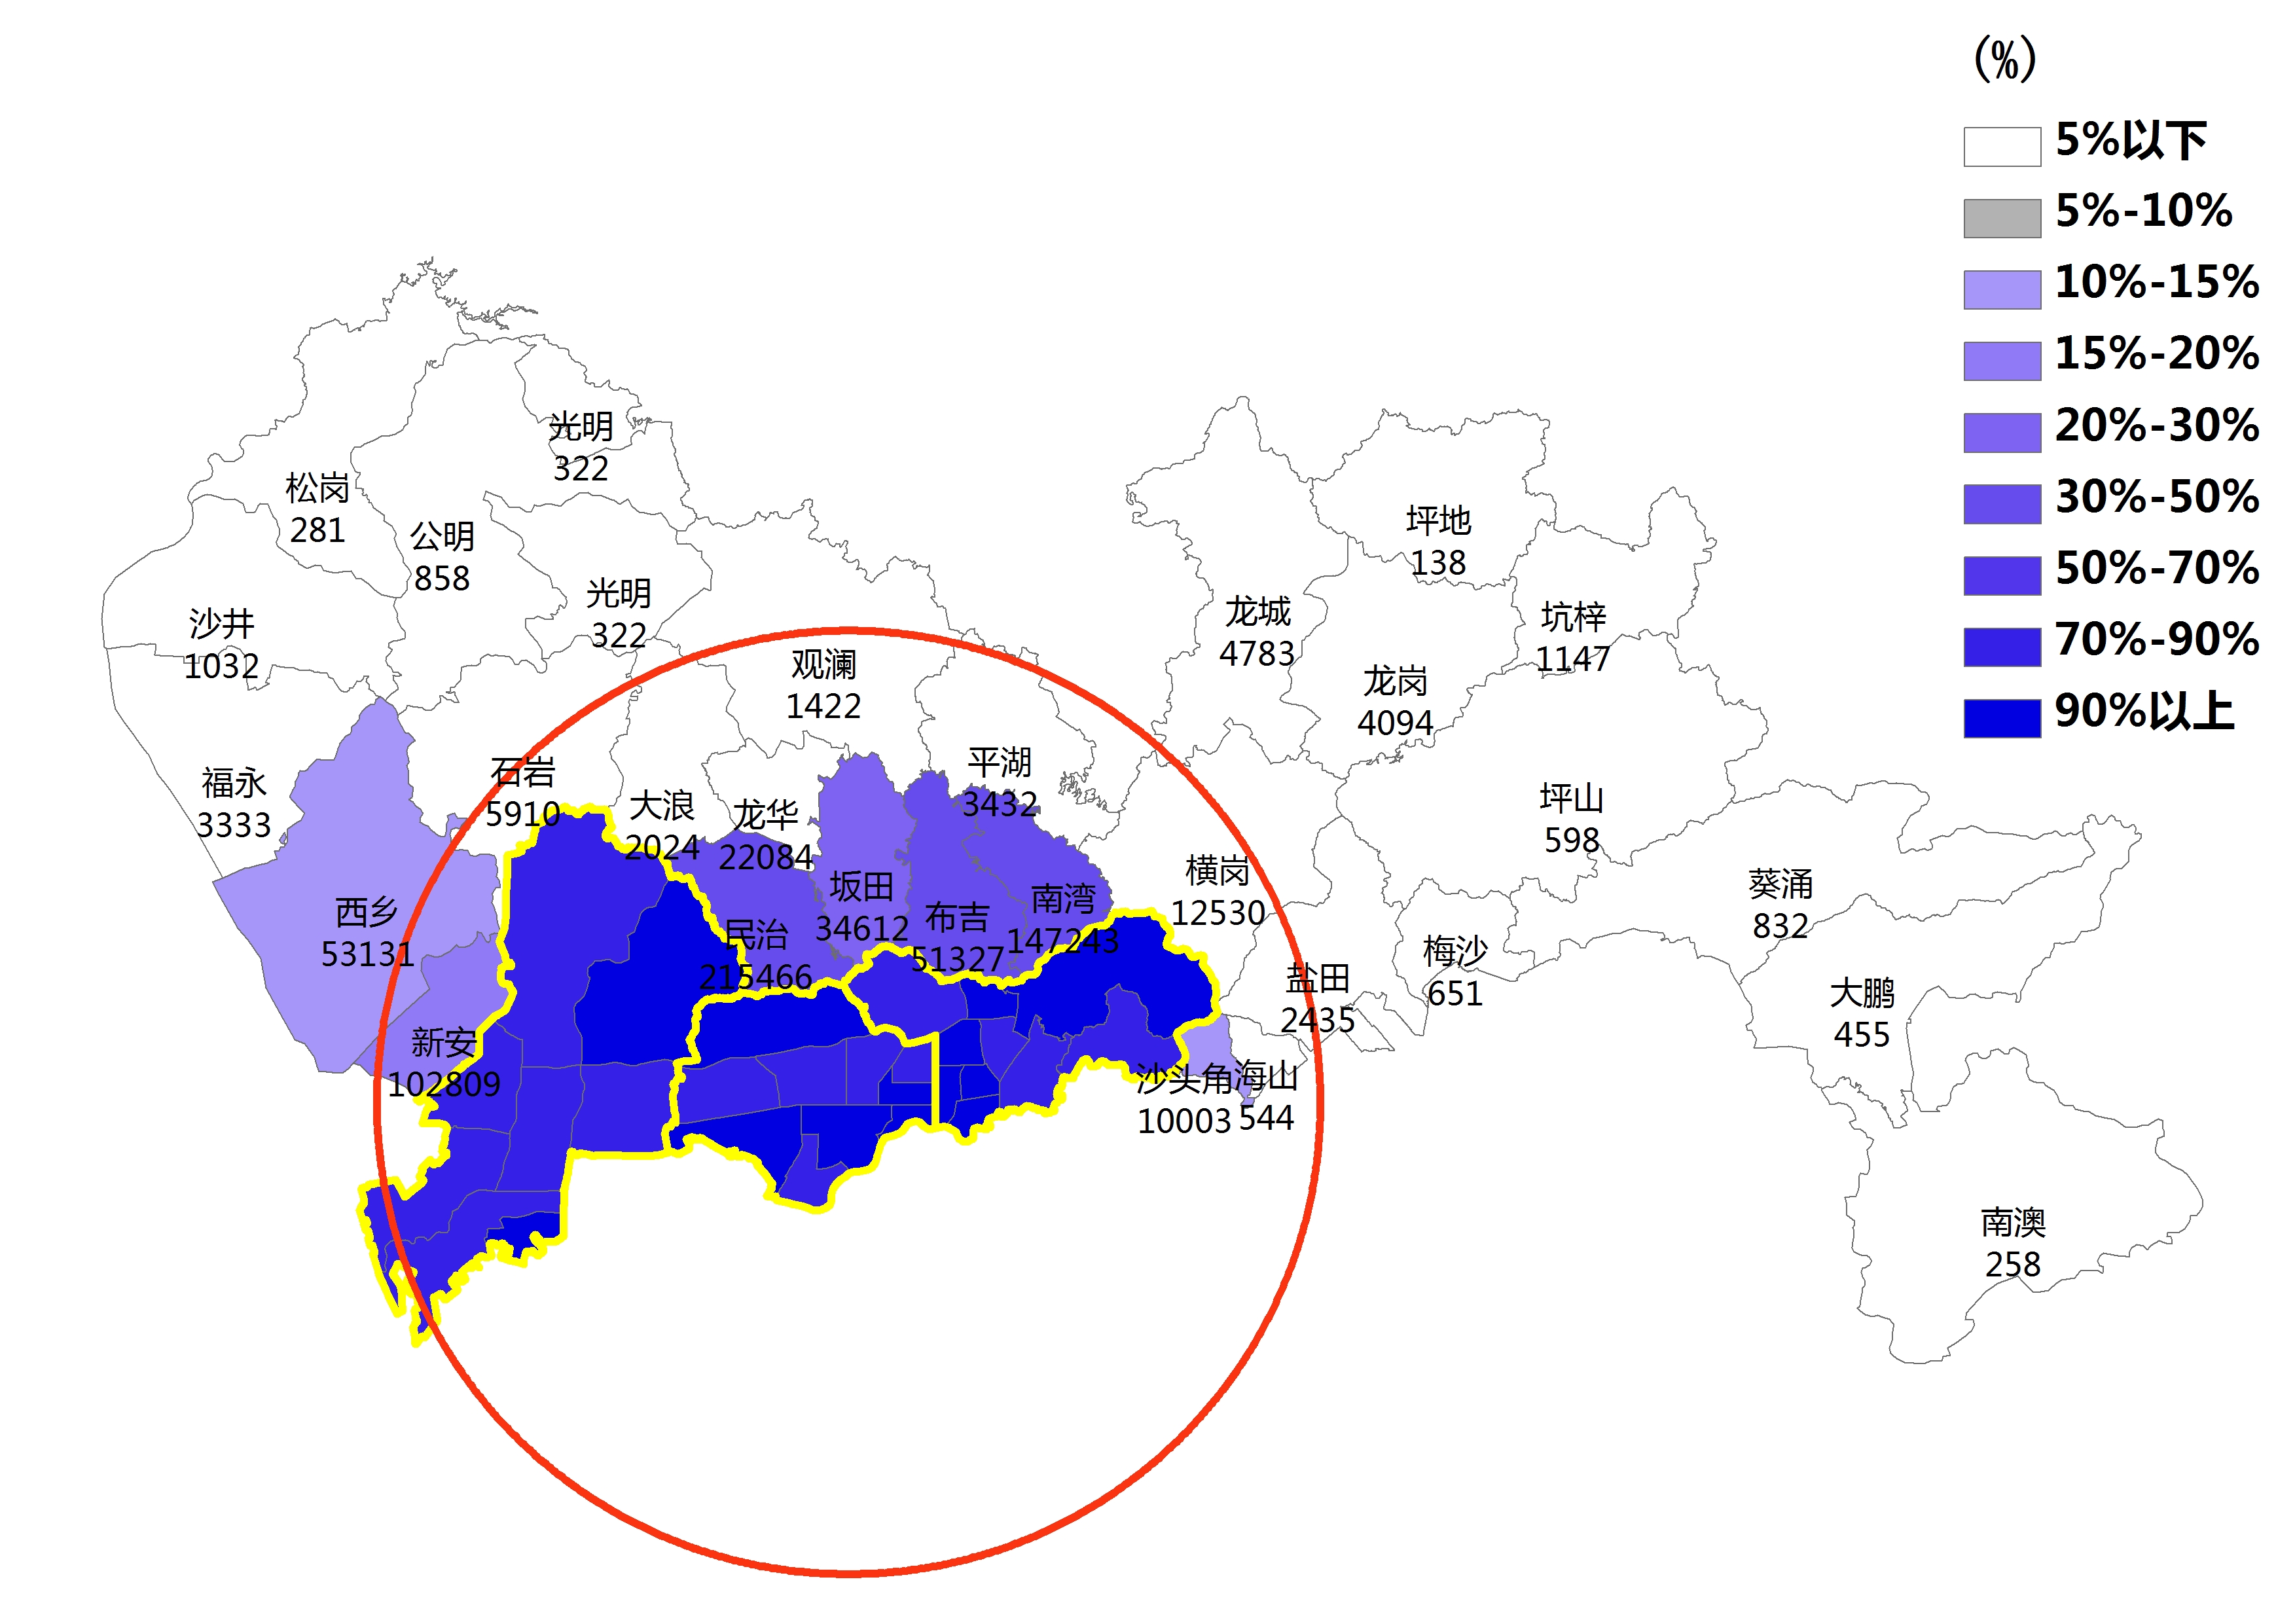 (%)
5%以下
5%-10%
10%-15%
15%-20%
20%-30%
30%-50%
50%-70%
70%-90%
90%以上
光明
322
松岗
281
公明
858
光明
322
沙井
1032
福永
3333
石岩
5910
西乡
53131
新安
102809
观澜
1422
大浪
2024
龙华
22084
民治
215466
坂田
34612
布吉
51327
平湖
3432
南湾
147243
横岗
12530
龙城
4783
龙岗
4094
坪地
138
坑梓
1147
坪山
598
盐田
2435
沙头角
10003
海山
544
梅沙
651
葵涌
832
大鹏
455
南澳
258